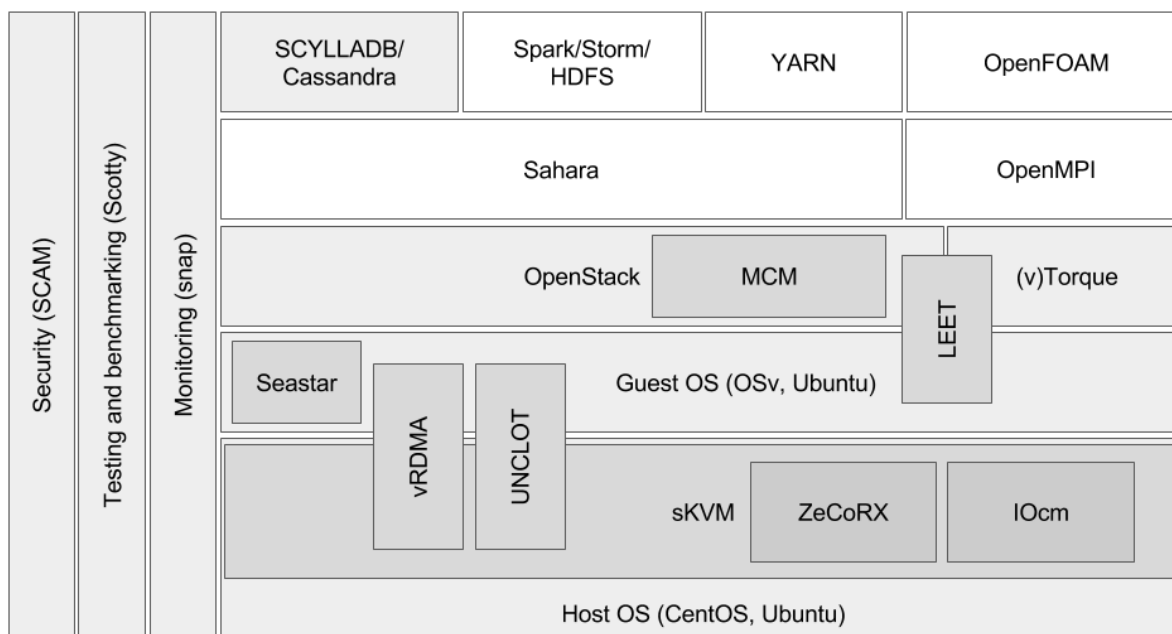 Security (SCAM)
Testing and benchmarking (Scotty)
Monitoring (snap)
SCYLLADB/
Cassandra
Spark/Storm/
HDFS
YARN
OpenFOAM
Sahara
OpenMPI
OpenStack
MCM
LEET
(v)Torque
Seastar
vRDMA
UNCLOT
Guest OS (OSv, Ubuntu)
sKVM
ZeCoRX
IOcm
Host OS (CentOS, Ubuntu)